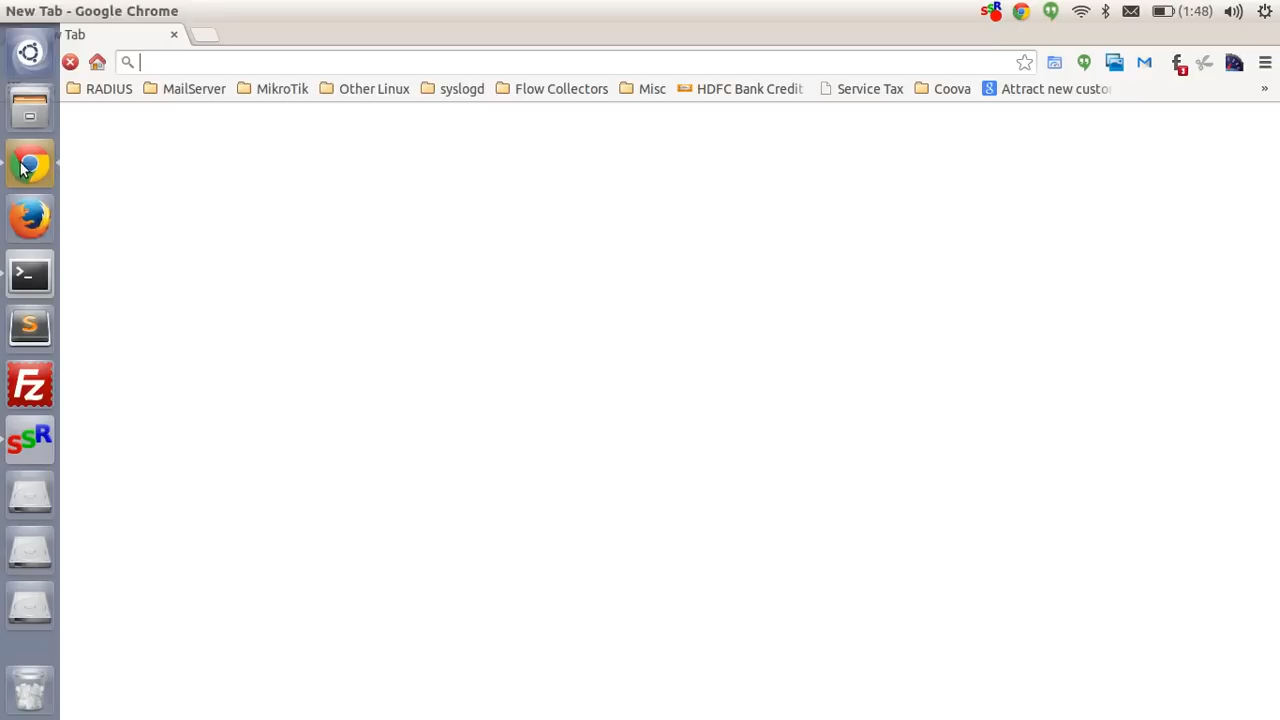 New Tab - Google Chrome
(1:48)
Tab
RADIUS MailServer MikroTik Other Linux syslogd Flow Collectors Misc HDFC Bank Credit Service Tax Coova Attract new custo »